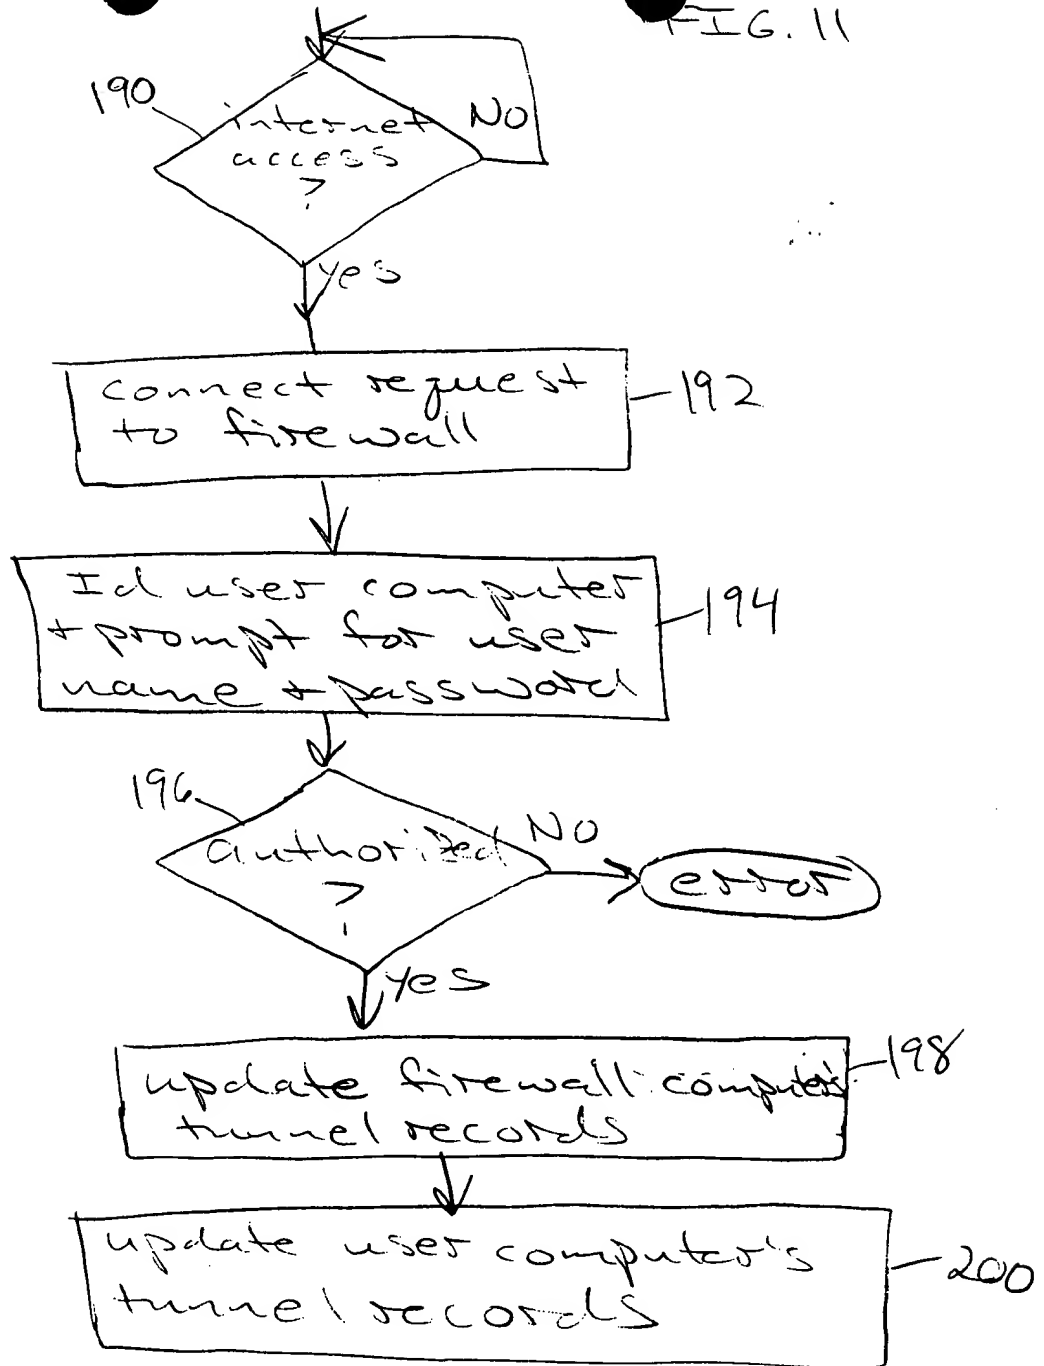 FIG. 11
190
internet
access
?
No
yes
connect request
to firewall
192
Id user computer
+ prompt for user
name + password
194
196
authorized
?
No
error
yes
update firewall computer's
tunnel records
198
update user computer's
tunnel records
200